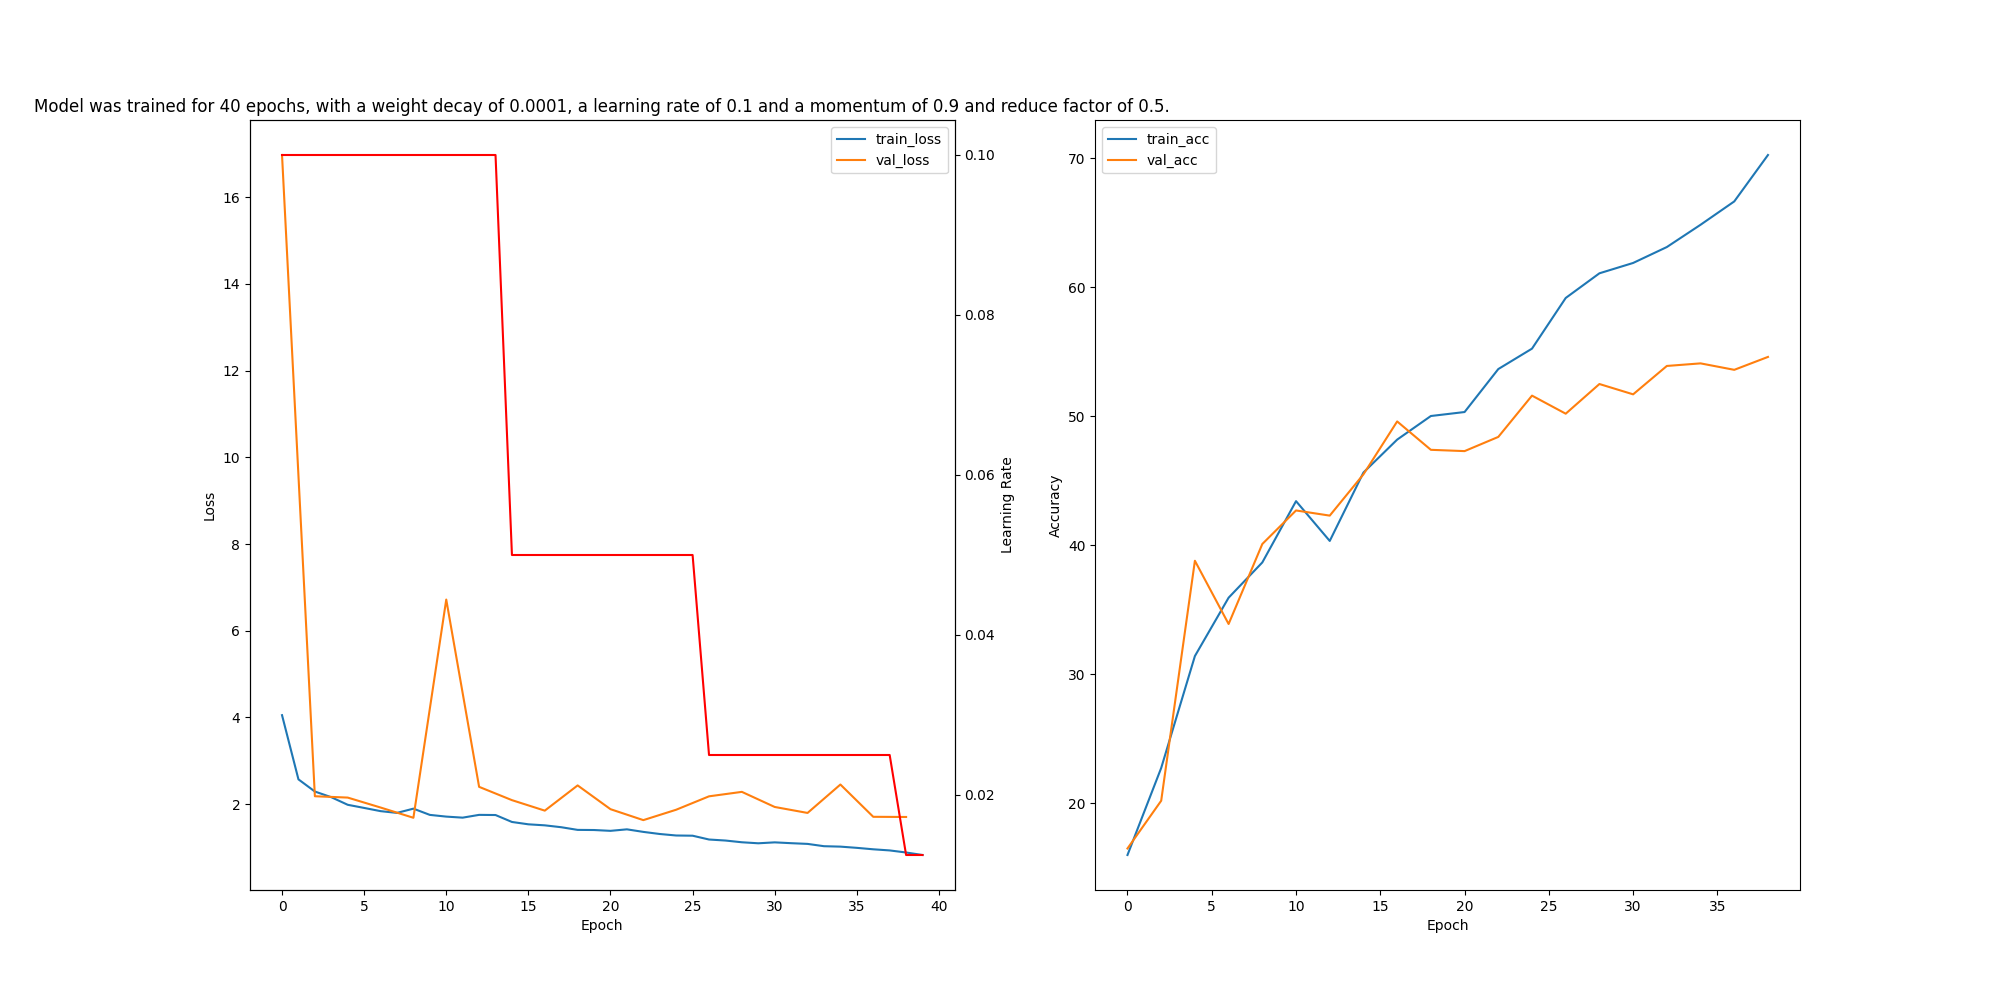 Model was trained for 40 epochs, with a weight decay of 0.0001, a learning rate of 0.1 and a momentum of 0.9 and reduce factor of 0.5.
train_loss
val_loss
16
14
12
10
8
6
4
2
Loss
0 5 10 15 20 25 30 35 40
Epoch
0.10
0.08
0.06
0.04
0.02
Learning Rate
train_acc
val_acc
70
60
50
40
30
20
Accuracy
0 5 10 15 20 25 30 35
Epoch